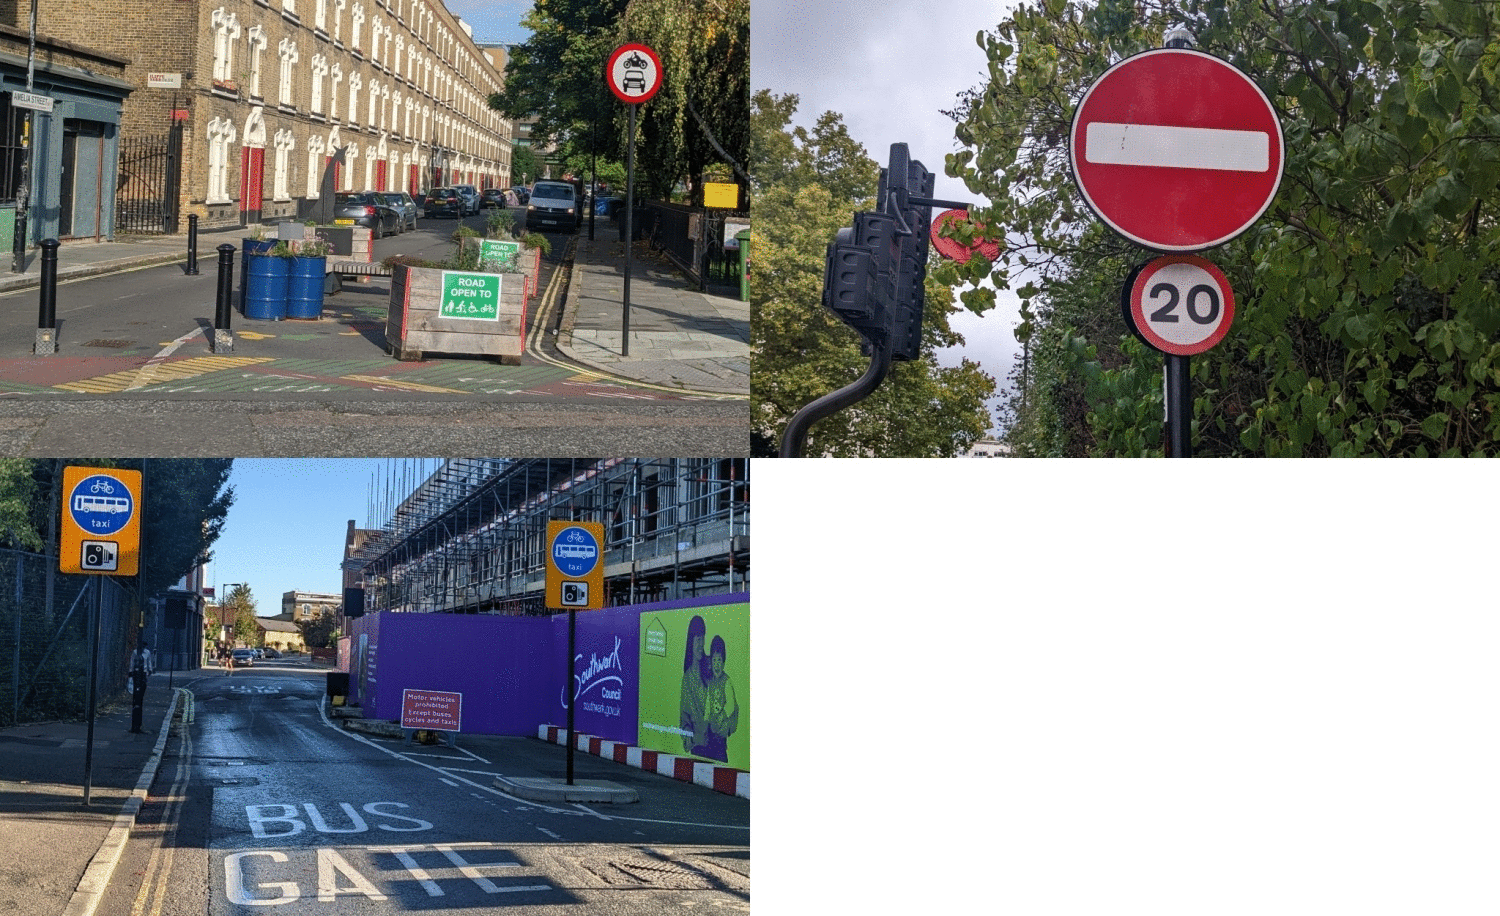 AMELIA STREET
ROAD
OPEN TO
ROAD
OPEN TO
20
taxi
taxi
Motor vehicles
prohibited
Except buses
cycles and taxis
Southwark
Council
southwark.gov.uk
BUS
GATE